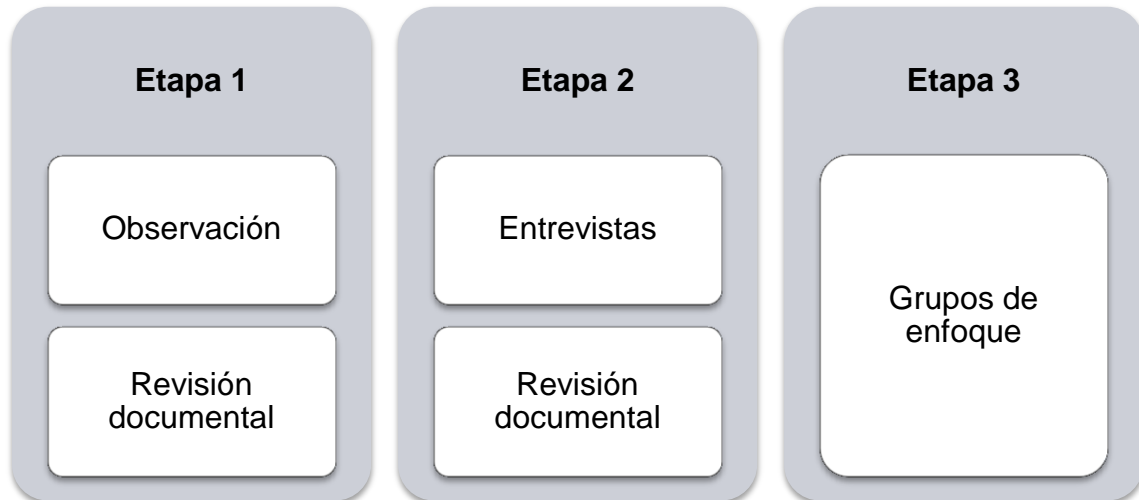 Etapa 1
Observación
Revisión
documental
Etapa 2
Entrevistas
Revisión
documental
Etapa 3
Grupos de
enfoque